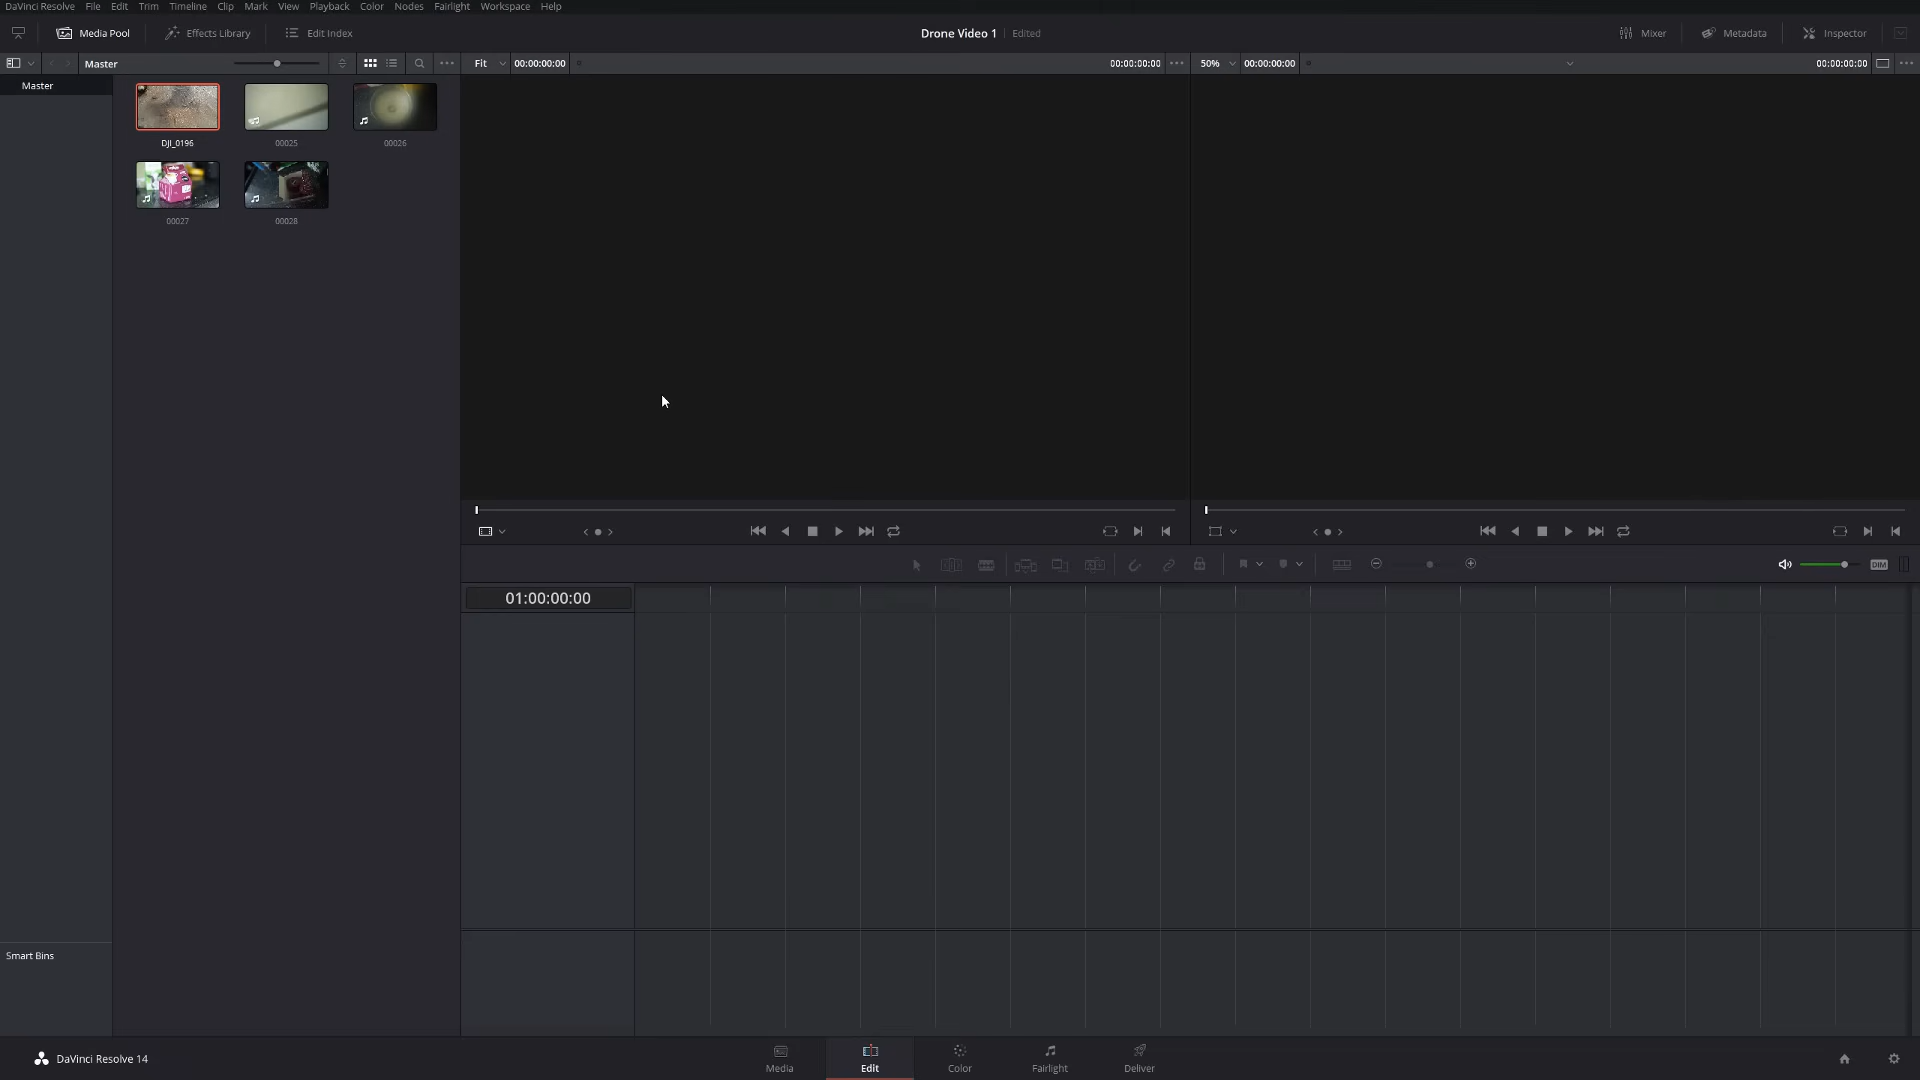 DaVinci Resolve File Edit Trim Timeline Clip Mark View Playback Color Nodes Fairlight Workspace Help
Media Pool Effects Library Edit Index Drone Video 1 Edited Mixer Metadata Inspector
Master Fit 00:00:00:00 00:00:00:00 50% 00:00:00:00 00:00:00:00
Master
DJI_0196 00025 00026
00027 00028
DIM
01:00:00:00
Smart Bins
DaVinci Resolve 14 Media Edit Color Fairlight Deliver